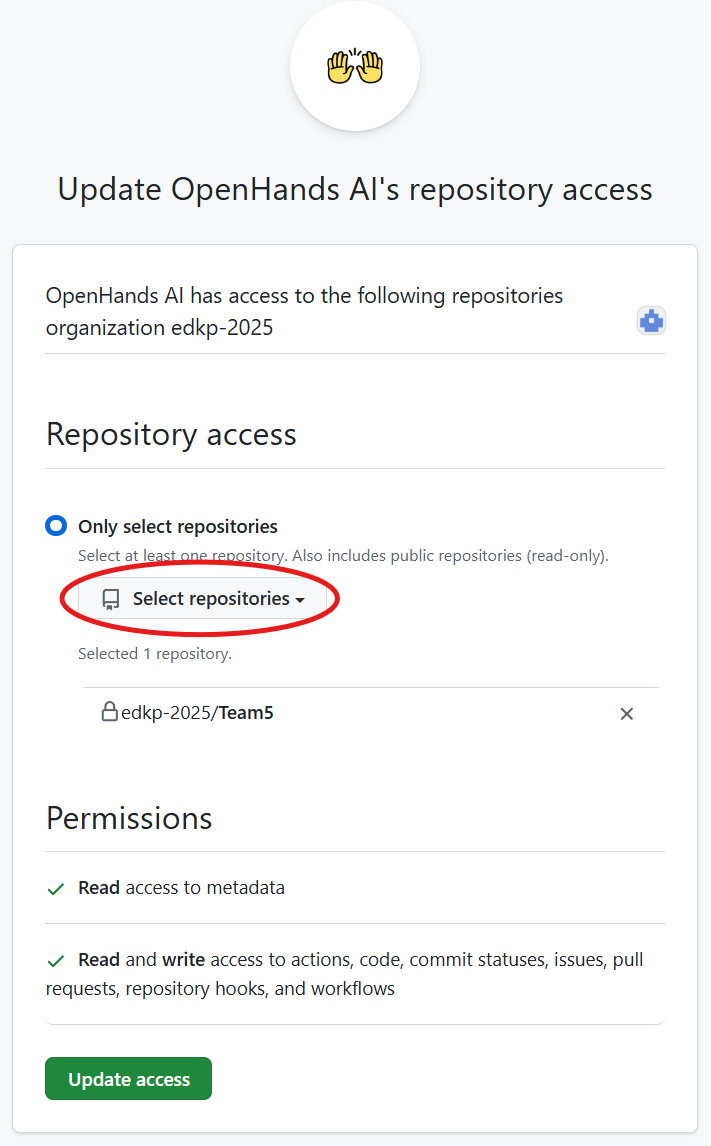 Update OpenHands AI's repository access
OpenHands AI has access to the following repositories
organization edkp-2025
Repository access
Only select repositories
Select at least one repository. Also includes public repositories (read-only).
Select repositories
Selected 1 repository.
edkp-2025/Team5
Permissions
Read access to metadata
Read and write access to actions, code, commit statuses, issues, pull
requests, repository hooks, and workflows
Update access